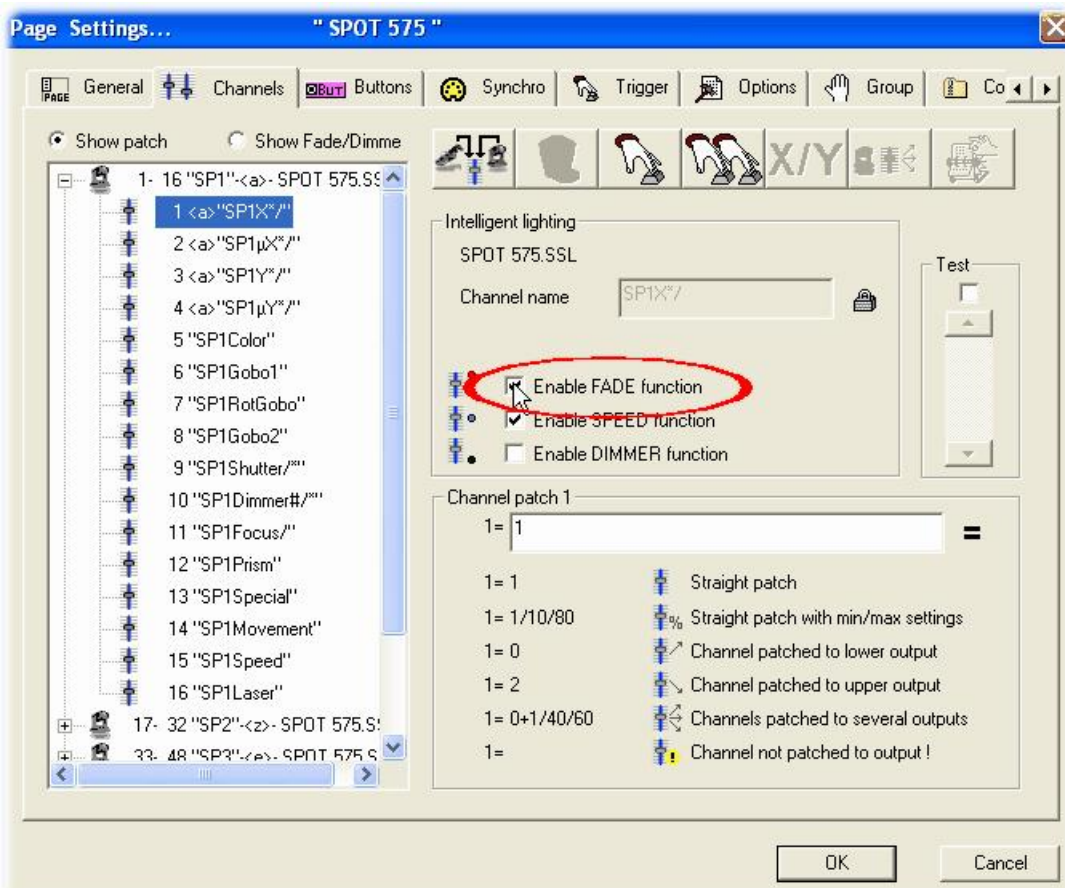 Page Settings... " SPOT 575 "
PAGE General Channels BUT Buttons Synchro Trigger Options Group Co
Show patch Show Fade/Dimme
X/Y
1- 16 "SP1"-<a>- SPOT 575.SS
1 <a>"SP1X*/"
2 <a>"SP1µX*/"
3 <a>"SP1Y*/"
4 <a>"SP1µY*/"
5 "SP1Color"
6 "SP1Gobo1"
7 "SP1RotGobo"
8 "SP1Gobo2"
9 "SP1Shutter/*"
10 "SP1Dimmer#/*"
11 "SP1Focus/"
12 "SP1Prism"
13 "SP1Special"
14 "SP1Movement"
15 "SP1Speed"
16 "SP1Laser"
17- 32 "SP2"-<z>- SPOT 575.S
33- 48 "SP3"-<e>- SPOT 575 S
Intelligent lighting
SPOT 575.SSL
Channel name SP1X*/
Enable FADE function
Enable SPEED function
Enable DIMMER function
Test
Channel patch 1
1= 1 =
1= 1 Straight patch
1= 1/10/80 % Straight patch with min/max settings
1= 0 Channel patched to lower output
1= 2 Channel patched to upper output
1= 0+1/40/60 Channels patched to several outputs
1= ! Channel not patched to output !
OK Cancel